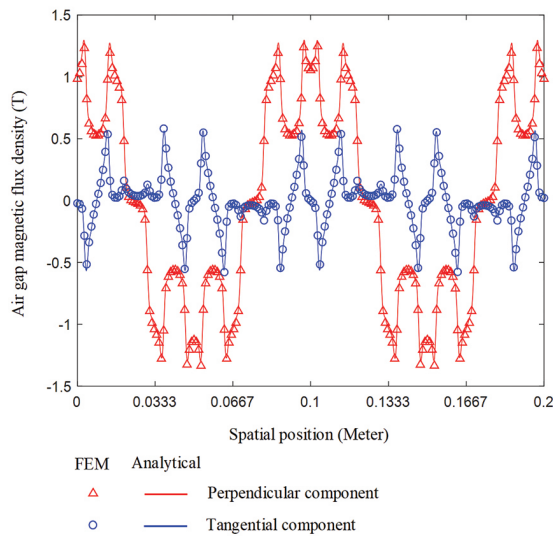 1.5
1
0.5
0
-0.5
-1
-1.5
Air gap magnetic flux density (T)
0 0.0333 0.0667 0.1 0.1333 0.1667 0.2
Spatial position (Meter)
FEM Analytical
Perpendicular component
Tangential component